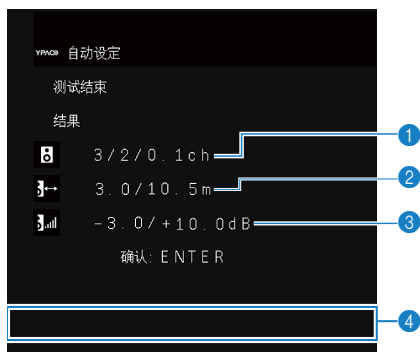 YPAO 自动设定
测试结束
结果
3/2/0.1ch
1
3.0/10.5m
2
-3.0/+10.0dB
3
确认: ENTER
4